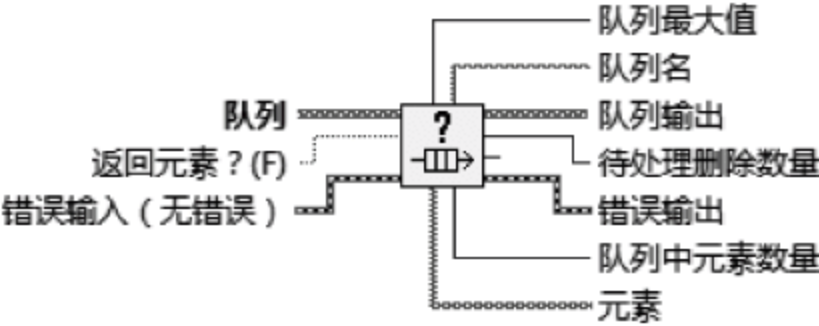 队列最大值
队列名
队列 队列输出
?
返回元素？(F) 待处理删除数量
错误输入（无错误） 错误输出
队列中元素数量
元素